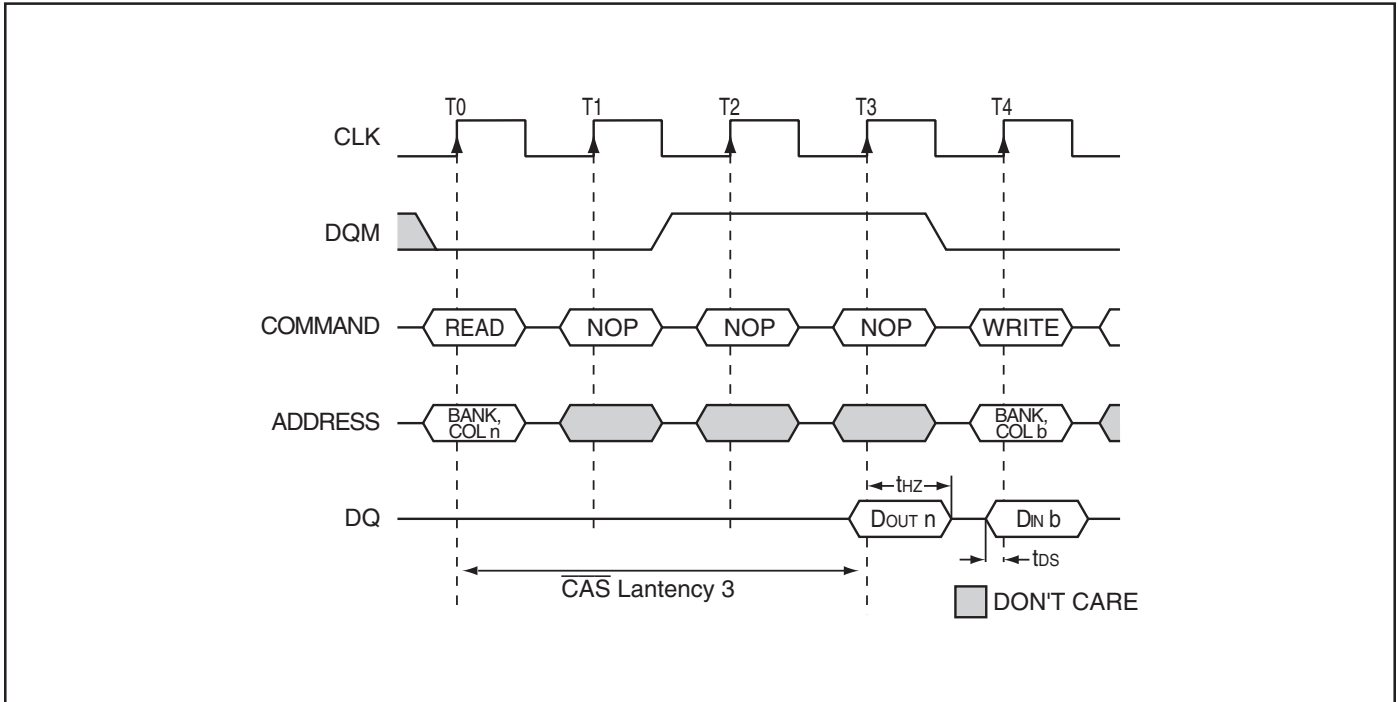 T0 T1 T2 T3 T4
CLK
DQM
COMMAND READ NOP NOP NOP WRITE
ADDRESS BANK, COL n BANK, COL b
tHZ
DQ DOUT n DIN b
tDS
CAS Lantency 3
DON'T CARE